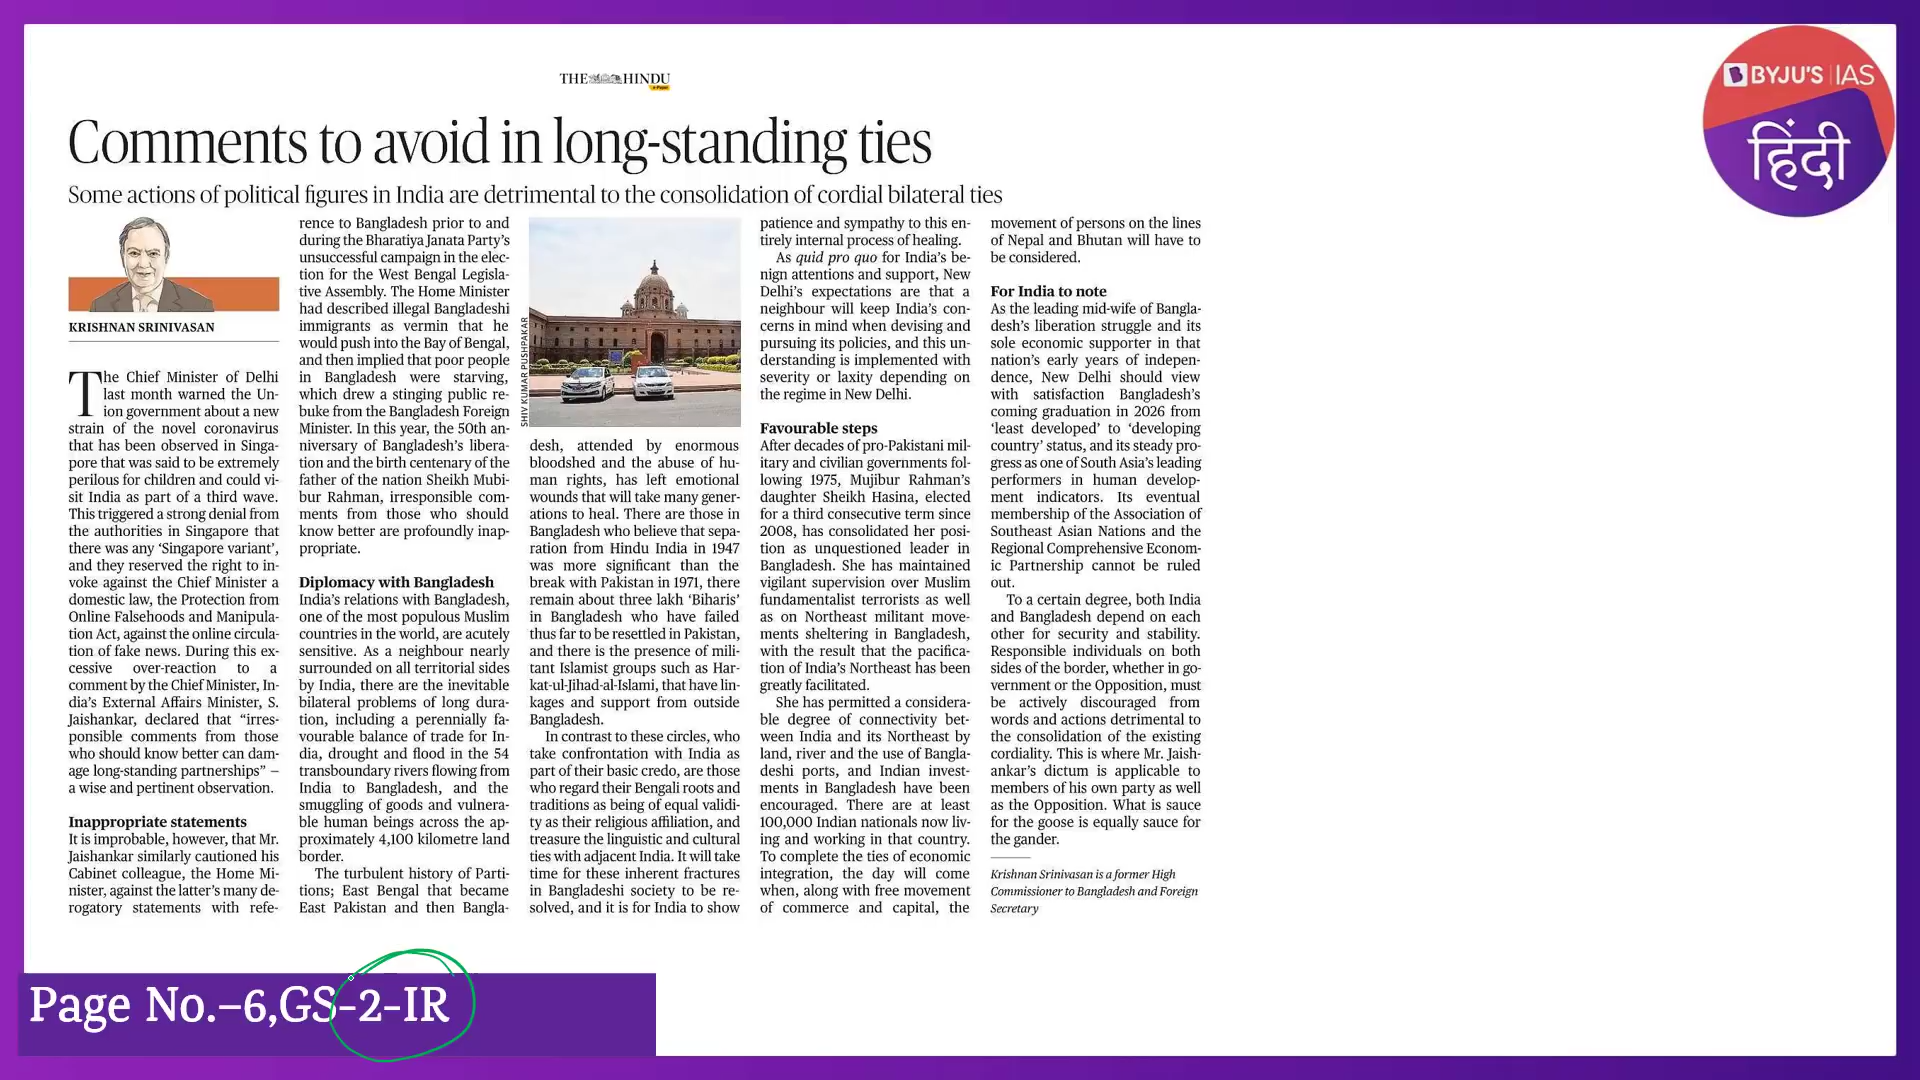 THE HINDU
e-Paper
BYJU'S IAS
हिंदी
Comments to avoid in long-standing ties
Some actions of political figures in India are detrimental to the consolidation of cordial bilateral ties
KRISHNAN SRINIVASAN
The Chief Minister of Delhi
last month warned the Un-
ion government about a new
strain of the novel coronavirus
that has been observed in Singa-
pore that was said to be extremely
perilous for children and could vi-
sit India as part of a third wave.
This triggered a strong denial from
the authorities in Singapore that
there was any ‘Singapore variant’,
and they reserved the right to in-
voke against the Chief Minister a
domestic law, the Protection from
Online Falsehoods and Manipula-
tion Act, against the online circula-
tion of fake news. During this ex-
cessive over-reaction to a
comment by the Chief Minister, In-
dia’s External Affairs Minister, S.
Jaishankar, declared that “irres-
ponsible comments from those
who should know better can dam-
age long-standing partnerships” –
a wise and pertinent observation.
Inappropriate statements
It is improbable, however, that Mr.
Jaishankar similarly cautioned his
Cabinet colleague, the Home Mi-
nister, against the latter’s many de-
rogatory statements with refe-
rence to Bangladesh prior to and
during the Bharatiya Janata Party’s
unsuccessful campaign in the elec-
tion for the West Bengal Legisla-
tive Assembly. The Home Minister
had described illegal Bangladeshi
immigrants as vermin that he
would push into the Bay of Bengal,
and then implied that poor people
in Bangladesh were starving,
which drew a stinging public re-
buke from the Bangladesh Foreign
Minister. In this year, the 50th an-
niversary of Bangladesh’s libera-
tion and the birth centenary of the
father of the nation Sheikh Mubi-
bur Rahman, irresponsible com-
ments from those who should
know better are profoundly inap-
propriate.
Diplomacy with Bangladesh
India’s relations with Bangladesh,
one of the most populous Muslim
countries in the world, are acutely
sensitive. As a neighbour nearly
surrounded on all territorial sides
by India, there are the inevitable
bilateral problems of long dura-
tion, including a perennially fa-
vourable balance of trade for In-
dia, drought and flood in the 54
transboundary rivers flowing from
India to Bangladesh, and the
smuggling of goods and vulnera-
ble human beings across the ap-
proximately 4,100 kilometre land
border.
The turbulent history of Parti-
tions; East Bengal that became
East Pakistan and then Bangla-
SHIV KUMAR PUSHPAKAR
desh, attended by enormous
bloodshed and the abuse of hu-
man rights, has left emotional
wounds that will take many gener-
ations to heal. There are those in
Bangladesh who believe that sepa-
ration from Hindu India in 1947
was more significant than the
break with Pakistan in 1971, there
remain about three lakh ‘Biharis’
in Bangladesh who have failed
thus far to be resettled in Pakistan,
and there is the presence of mili-
tant Islamist groups such as Har-
kat-ul-Jihad-al-Islami, that have lin-
kages and support from outside
Bangladesh.
In contrast to these circles, who
take confrontation with India as
part of their basic credo, are those
who regard their Bengali roots and
traditions as being of equal validi-
ty as their religious affiliation, and
treasure the linguistic and cultural
ties with adjacent India. It will take
time for these inherent fractures
in Bangladeshi society to be re-
solved, and it is for India to show
patience and sympathy to this en-
tirely internal process of healing.
As quid pro quo for India’s be-
nign attentions and support, New
Delhi’s expectations are that a
neighbour will keep India’s con-
cerns in mind when devising and
pursuing its policies, and this un-
derstanding is implemented with
severity or laxity depending on
the regime in New Delhi.
Favourable steps
After decades of pro-Pakistani mil-
itary and civilian governments fol-
lowing 1975, Mujibur Rahman’s
daughter Sheikh Hasina, elected
for a third consecutive term since
2008, has consolidated her posi-
tion as unquestioned leader in
Bangladesh. She has maintained
vigilant supervision over Muslim
fundamentalist terrorists as well
as on Northeast militant move-
ments sheltering in Bangladesh,
with the result that the pacifica-
tion of India’s Northeast has been
greatly facilitated.
She has permitted a considera-
ble degree of connectivity bet-
ween India and its Northeast by
land, river and the use of Bangla-
deshi ports, and Indian invest-
ments in Bangladesh have been
encouraged. There are at least
100,000 Indian nationals now liv-
ing and working in that country.
To complete the ties of economic
integration, the day will come
when, along with free movement
of commerce and capital, the
movement of persons on the lines
of Nepal and Bhutan will have to
be considered.
For India to note
As the leading mid-wife of Bangla-
desh’s liberation struggle and its
sole economic supporter in that
nation’s early years of indepen-
dence, New Delhi should view
with satisfaction Bangladesh’s
coming graduation in 2026 from
‘least developed’ to ‘developing
country’ status, and its steady pro-
gress as one of South Asia’s leading
performers in human develop-
ment indicators. Its eventual
membership of the Association of
Southeast Asian Nations and the
Regional Comprehensive Econom-
ic Partnership cannot be ruled
out.
To a certain degree, both India
and Bangladesh depend on each
other for security and stability.
Responsible individuals on both
sides of the border, whether in go-
vernment or the Opposition, must
be actively discouraged from
words and actions detrimental to
the consolidation of the existing
cordiality. This is where Mr. Jaish-
ankar’s dictum is applicable to
members of his own party as well
as the Opposition. What is sauce
for the goose is equally sauce for
the gander.
Krishnan Srinivasan is a former High
Commissioner to Bangladesh and Foreign
Secretary
Page No.–6,GS-2-IR